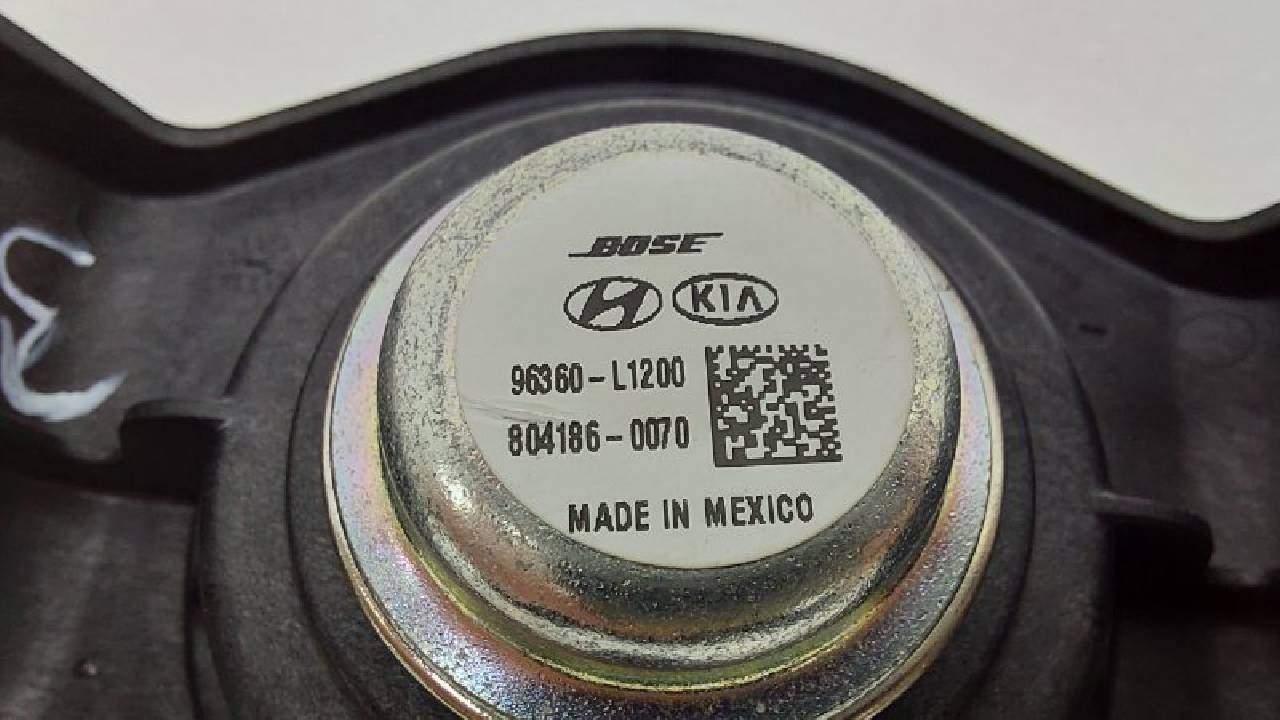 BOSE
KIA
96360-L1200
804186-0070
MADE IN MEXICO